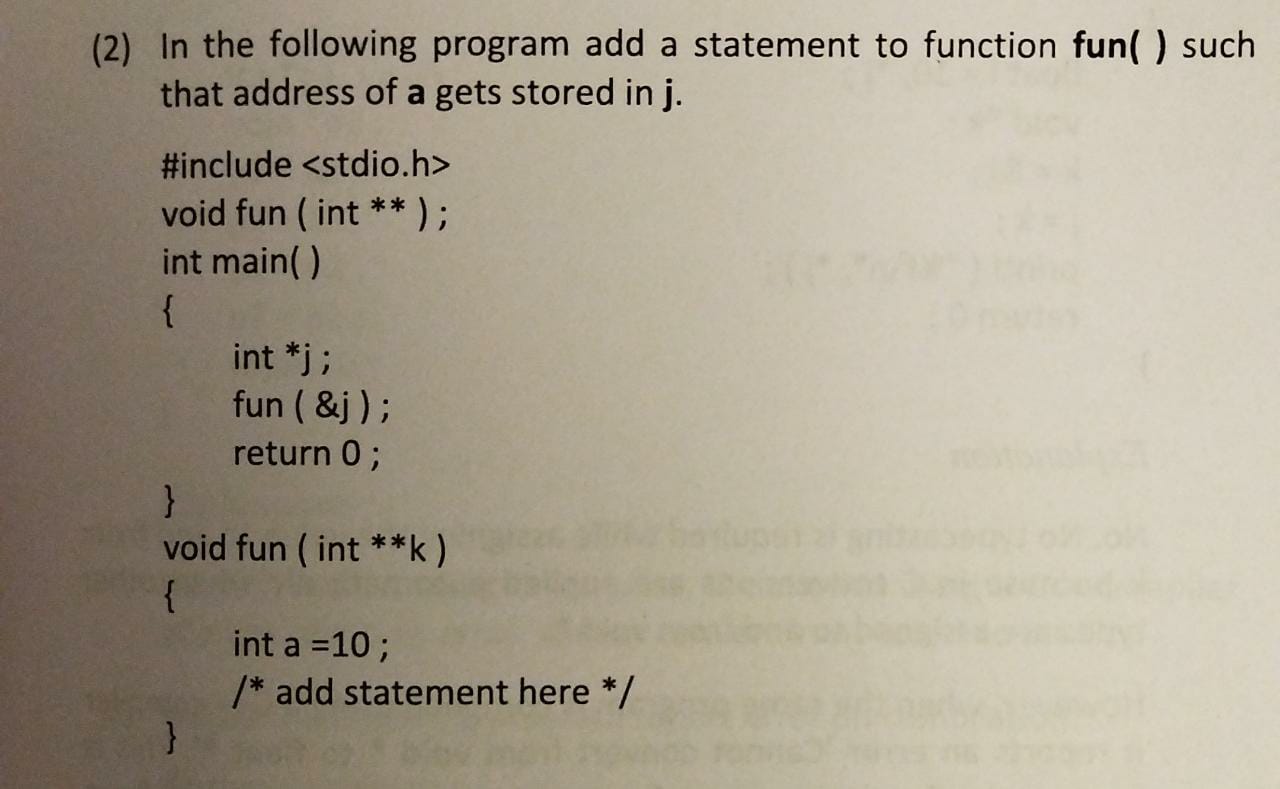 (2) In the following program add a statement to function fun( ) such
that address of a gets stored in j.
#include <stdio.h>
void fun ( int ** ) ;
int main( )
{
int *j ;
fun ( &j ) ;
return 0 ;
}
void fun ( int **k )
{
int a =10 ;
/* add statement here */
}